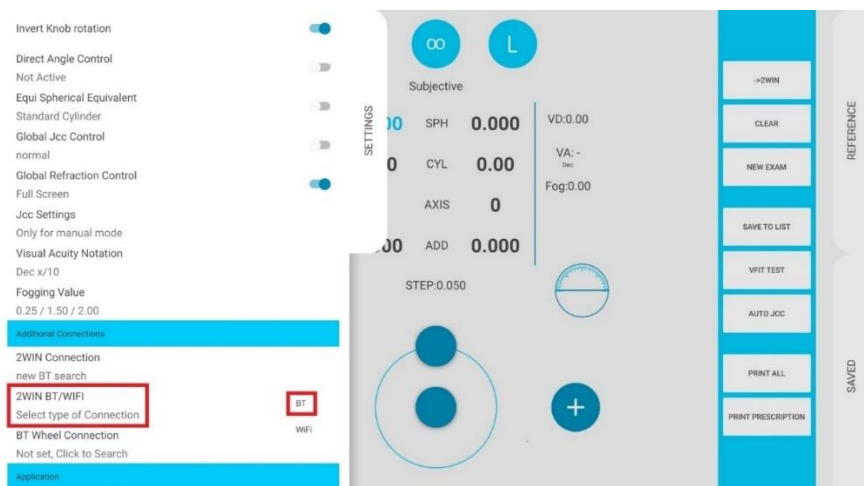 Invert Knob rotation
Direct Angle Control
Not Active
Equi Spherical Equivalent
Standard Cylinder
Global Jcc Control
normal
Global Refraction Control
Full Screen
Jcc Settings
Only for manual mode
Visual Acuity Notation
Dec x/10
Fogging Value
0.25 / 1.50 / 2.00
Additional Connections
2WIN Connection
new BT search
2WIN BT/WIFI
Select type of Connection
BT
WiFi
BT Wheel Connection
Not set, Click to Search
Application
SETTINGS
∞ L
Subjective
00 SPH 0.000
0 CYL 0.00
AXIS 0
00 ADD 0.000
STEP:0.050
VD:0.00
VA: -
Dec
Fog:0.00
+
->2WIN
CLEAR
NEW EXAM
SAVE TO LIST
VFIT TEST
AUTO JCC
PRINT ALL
PRINT PRESCRIPTION
REFERENCE
SAVED